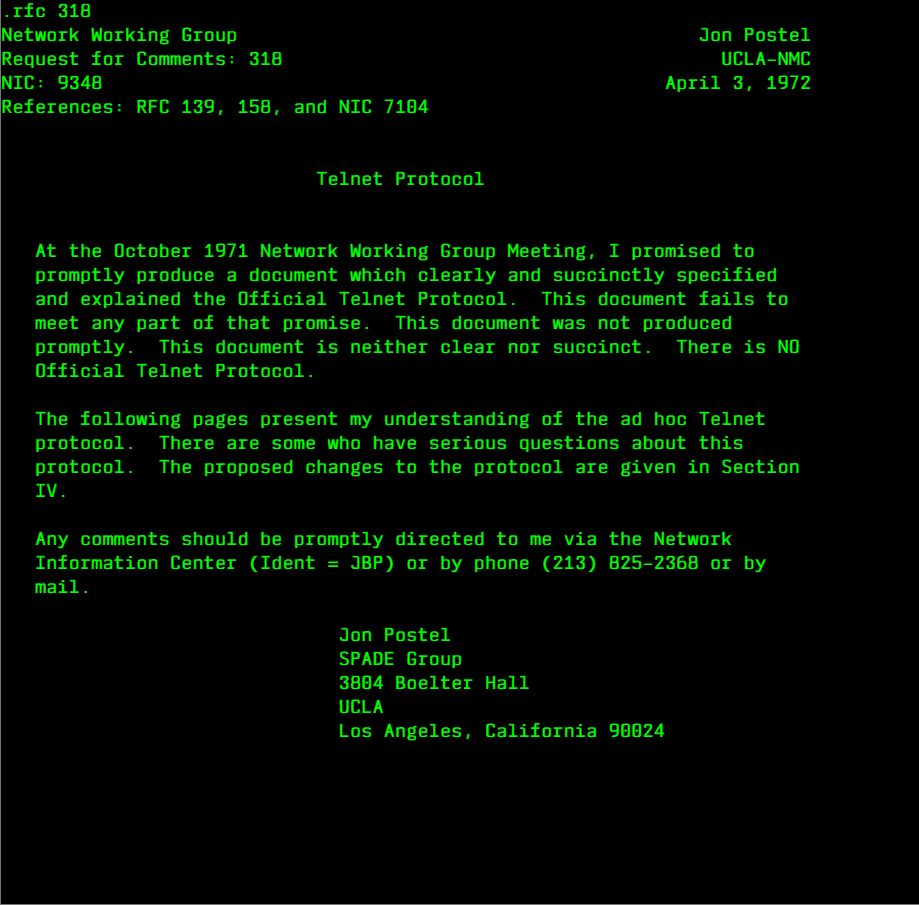 .rfc 318
Network Working Group                                         Jon Postel
Request for Comments: 318                                       UCLA-NMC
NIC: 9348                                                  April 3, 1972
References: RFC 139, 158, and NIC 7104
Telnet Protocol
At the October 1971 Network Working Group Meeting, I promised to
promptly produce a document which clearly and succinctly specified
and explained the Official Telnet Protocol.  This document fails to
meet any part of that promise.  This document was not produced
promptly.  This document is neither clear nor succinct.  There is NO
Official Telnet Protocol.
The following pages present my understanding of the ad hoc Telnet
protocol.  There are some who have serious questions about this
protocol.  The proposed changes to the protocol are given in Section
IV.
Any comments should be promptly directed to me via the Network
Information Center (Ident = JBP) or by phone (213) 825-2368 or by
mail.
Jon Postel
SPADE Group
3804 Boelter Hall
UCLA
Los Angeles, California 90024